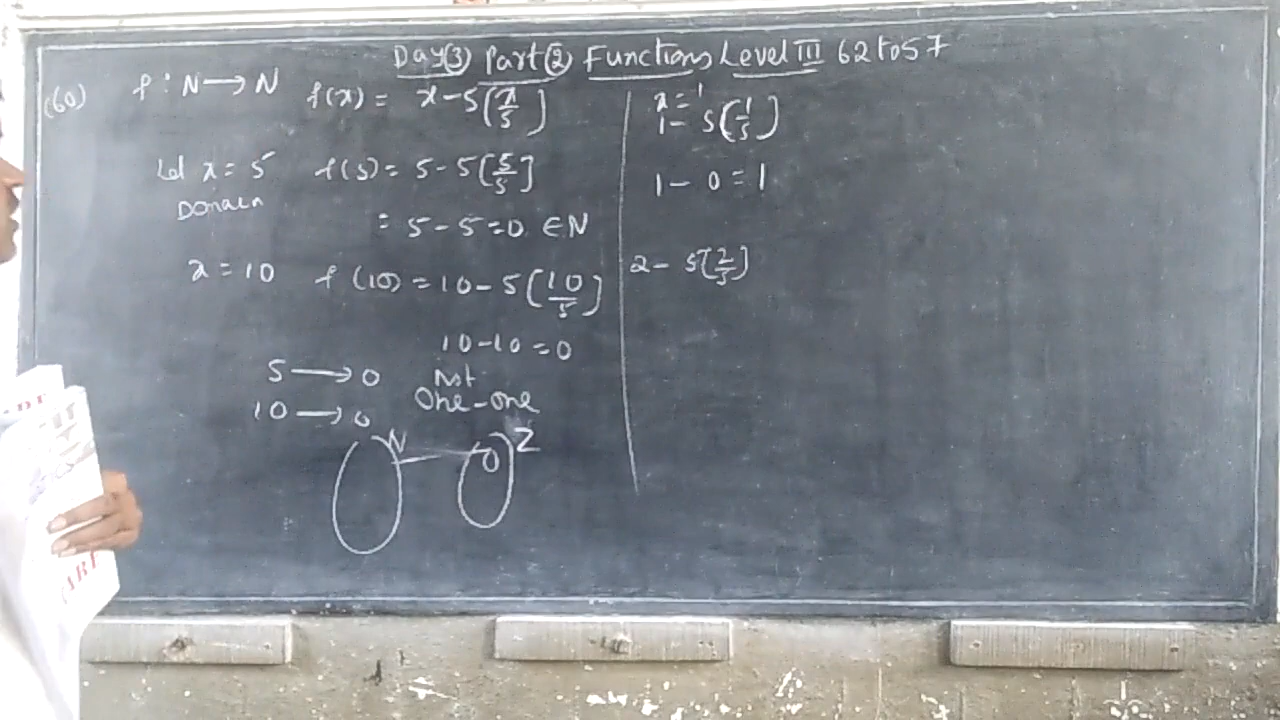 Day(3) Part(2) Functions Level III 62 to 57
(60) f : N → N f(x) = x - 5[x/5]
Let x = 5 f(5) = 5 - 5[5/5]
Domain
= 5 - 5 = 0 ∈ N
x = 10 f(10) = 10 - 5[10/5]
10 - 10 = 0
5 → 0 Not
10 → 0 One-one
N 0 Z
x = 1
1 - 5[1/5]
1 - 0 = 1
2 - 5[2/5]